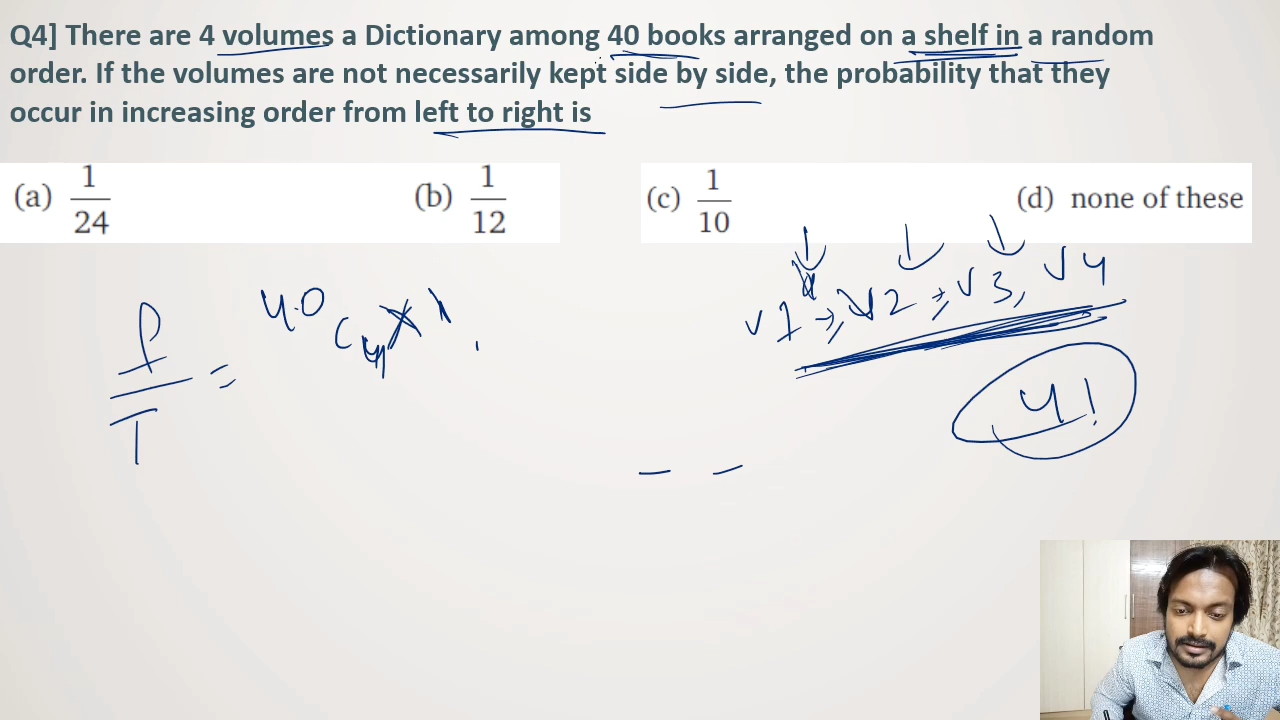 Q4] There are 4 volumes a Dictionary among 40 books arranged on a shelf in a random
order. If the volumes are not necessarily kept side by side, the probability that they
occur in increasing order from left to right is
(a) 1/24 (b) 1/12 (c) 1/10 (d) none of these
V1, V2, V3, V4
f/T = 40C4 × 1
4!